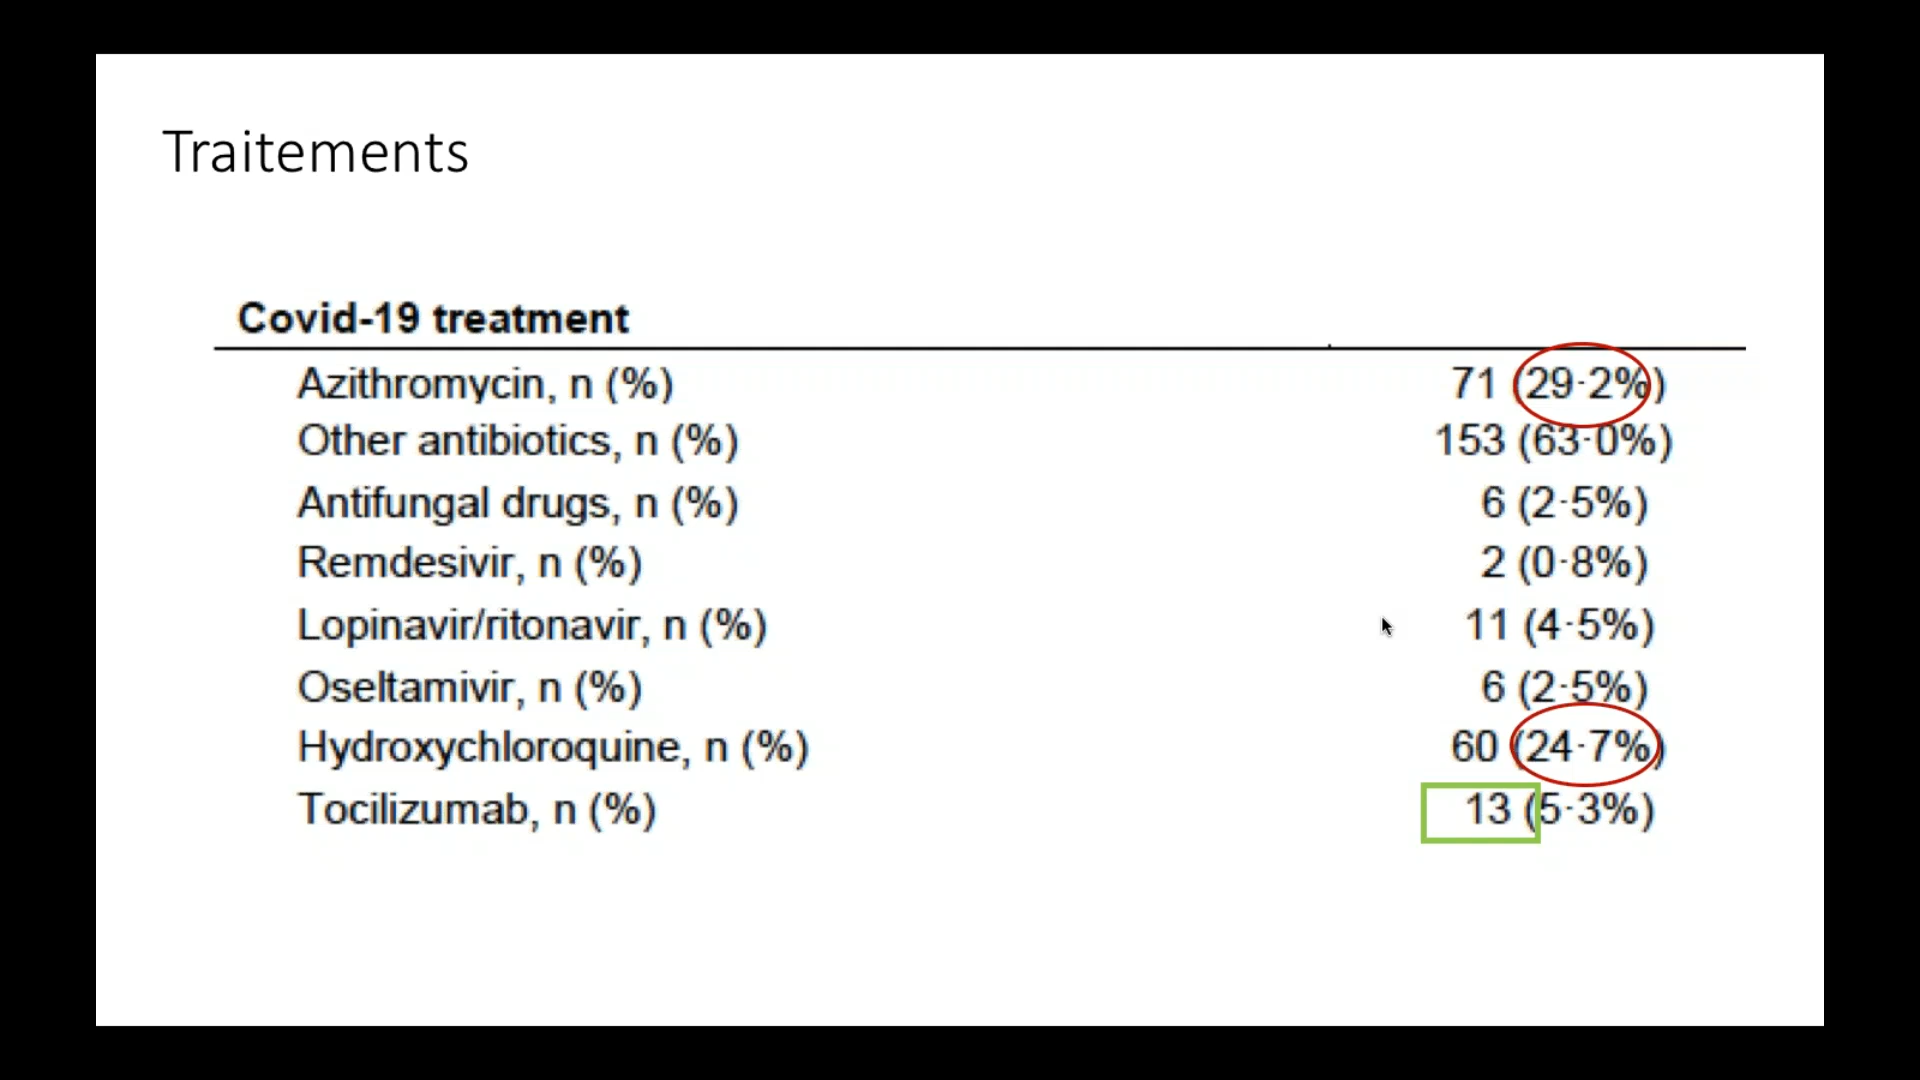 Traitements
Covid-19 treatment
Azithromycin, n (%) 71 (29·2%)
Other antibiotics, n (%) 153 (63·0%)
Antifungal drugs, n (%) 6 (2·5%)
Remdesivir, n (%) 2 (0·8%)
Lopinavir/ritonavir, n (%) 11 (4·5%)
Oseltamivir, n (%) 6 (2·5%)
Hydroxychloroquine, n (%) 60 (24·7%)
Tocilizumab, n (%) 13 (5·3%)